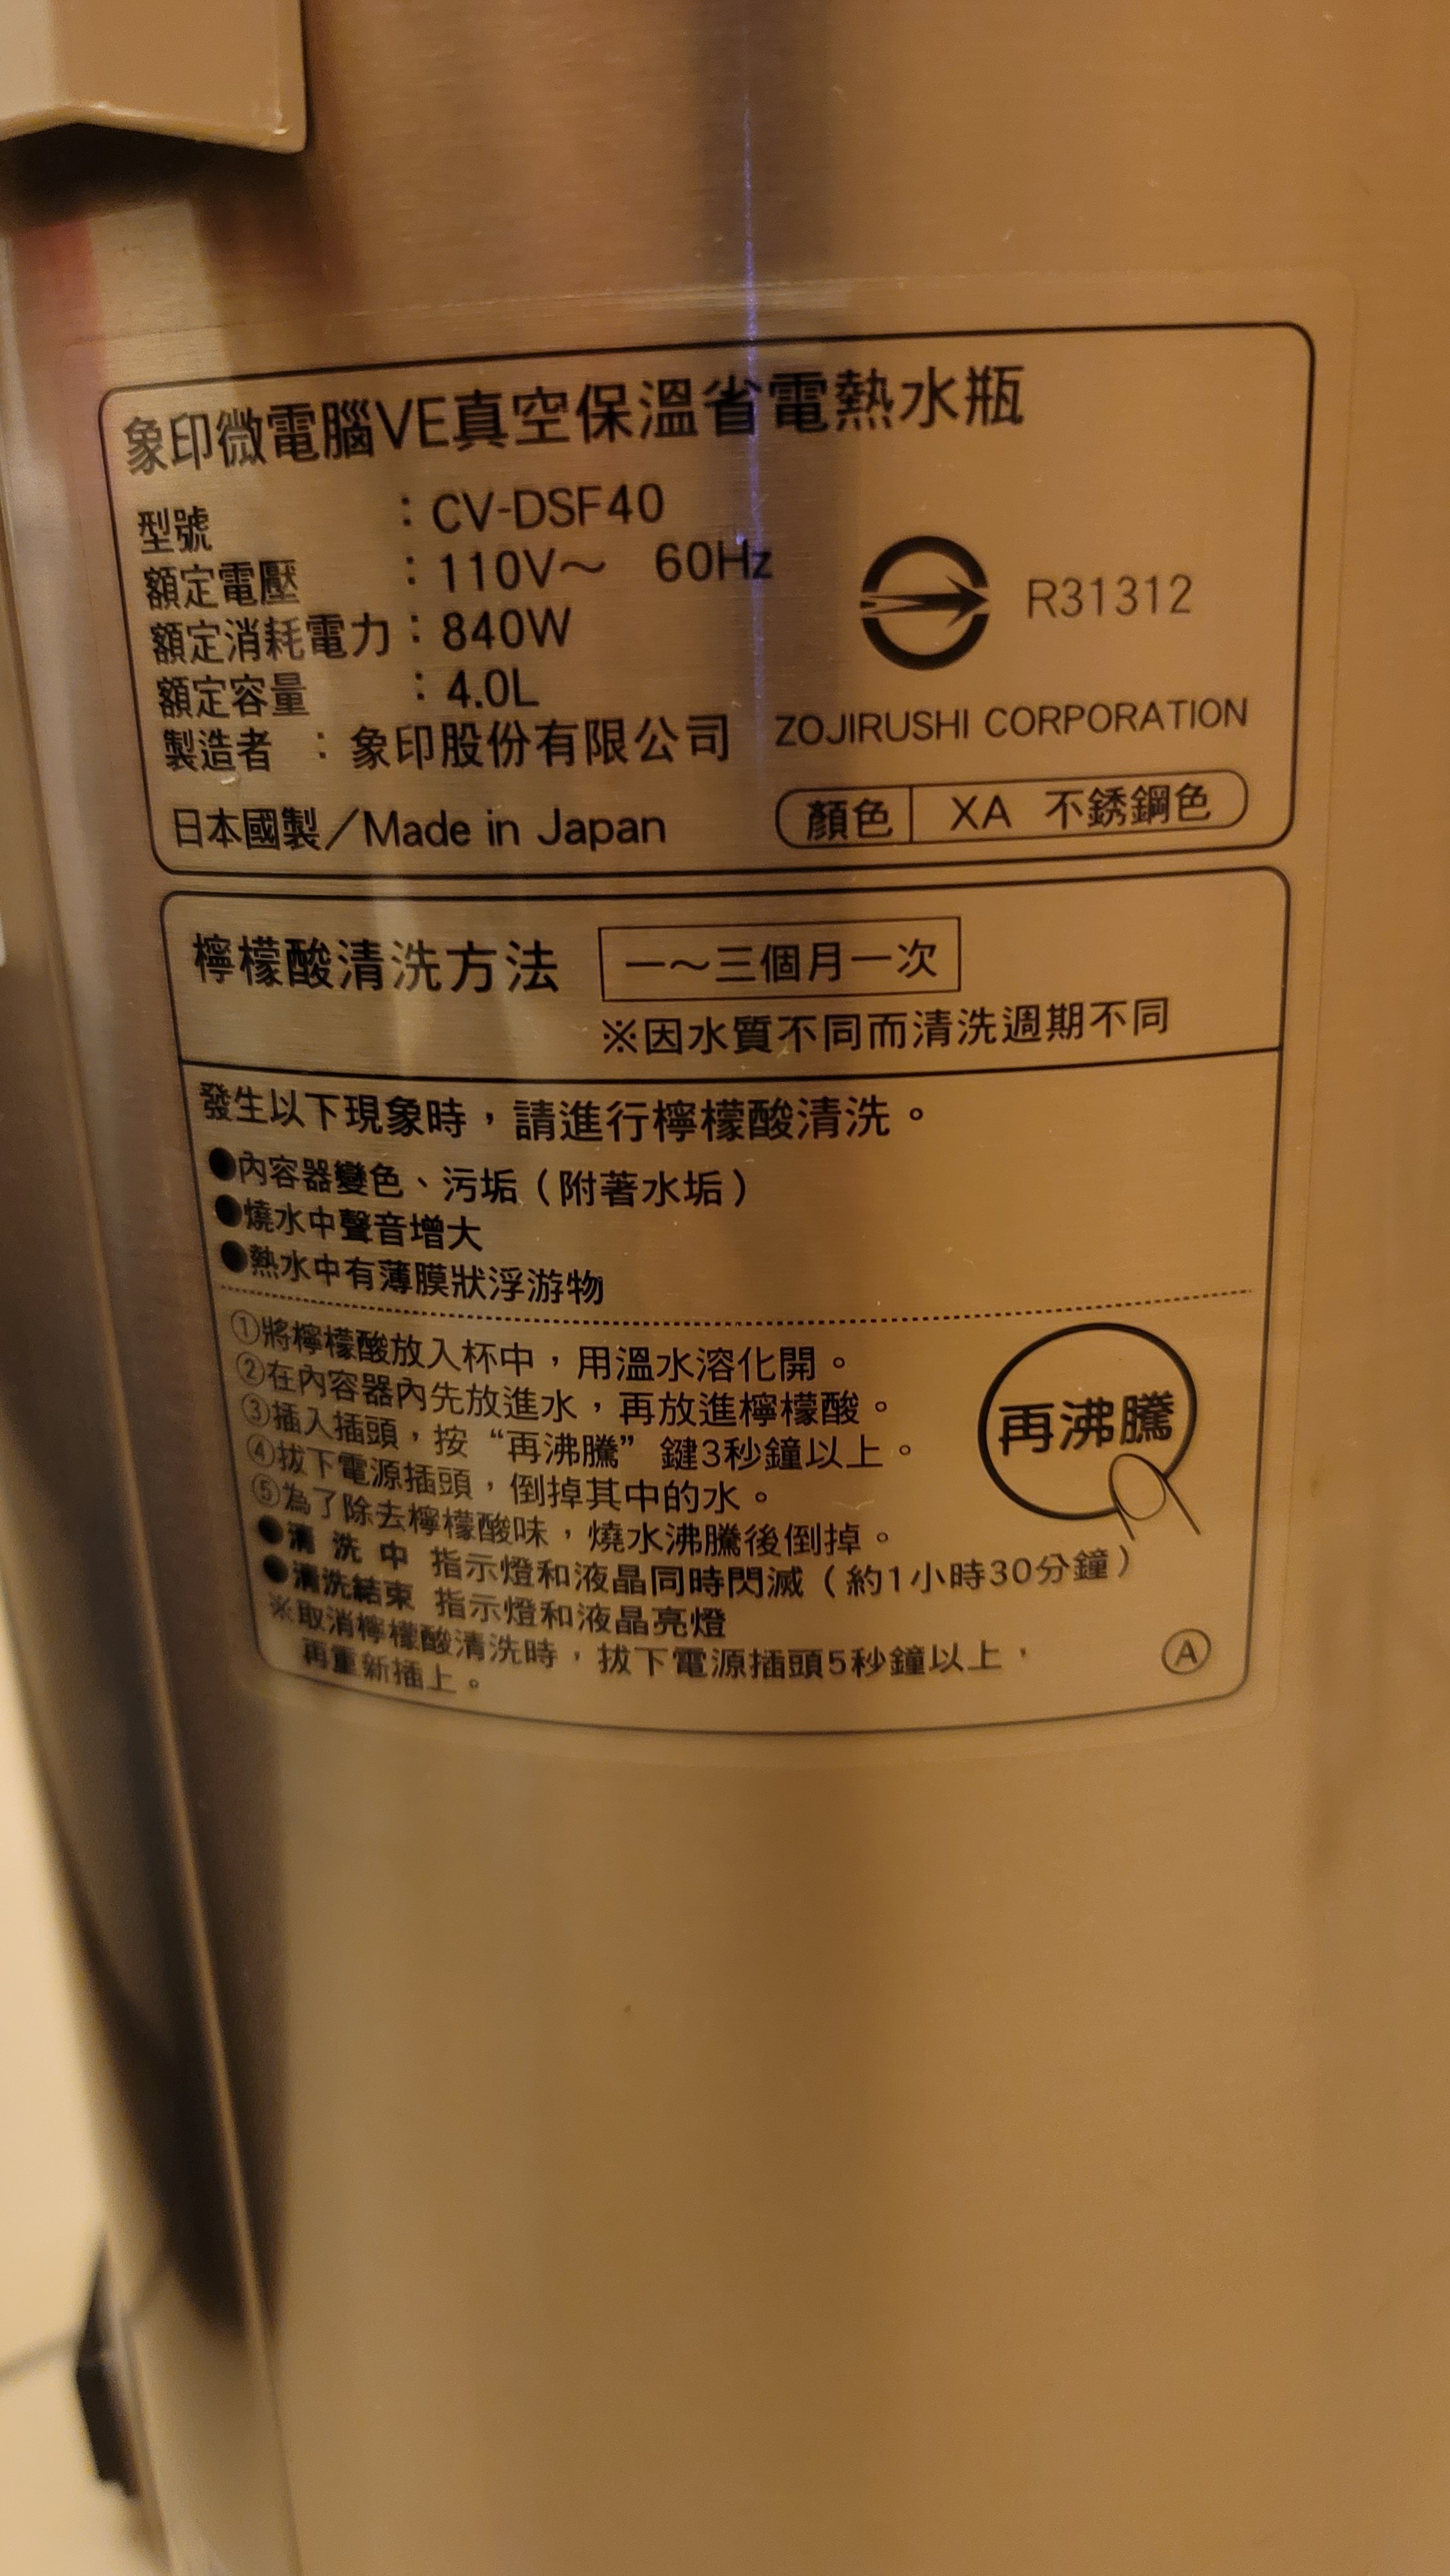 象印微電腦VE真空保溫省電熱水瓶
型號：CV-DSF40
額定電壓：110V～ 60Hz
額定消耗電力：840W
R31312
額定容量：4.0L
製造者：象印股份有限公司 ZOJIRUSHI CORPORATION
日本國製／Made in Japan 顏色 XA 不銹鋼色
檸檬酸清洗方法 一～三個月一次
※因水質不同而清洗週期不同
發生以下現象時，請進行檸檬酸清洗。
●內容器變色、污垢（附著水垢）
●燒水中聲音增大
●熱水中有薄膜狀浮游物
①將檸檬酸放入杯中，用溫水溶化開。
②在內容器內先放進水，再放進檸檬酸。
③插入插頭，按“再沸騰”鍵3秒鐘以上。
④拔下電源插頭，倒掉其中的水。
⑤為了除去檸檬酸味，燒水沸騰後倒掉。
再沸騰
●清洗中 指示燈和液晶同時閃滅（約1小時30分鐘）
●清洗結束 指示燈和液晶亮燈
※取消檸檬酸清洗時，拔下電源插頭5秒鐘以上，
再重新插上。
Ⓐ